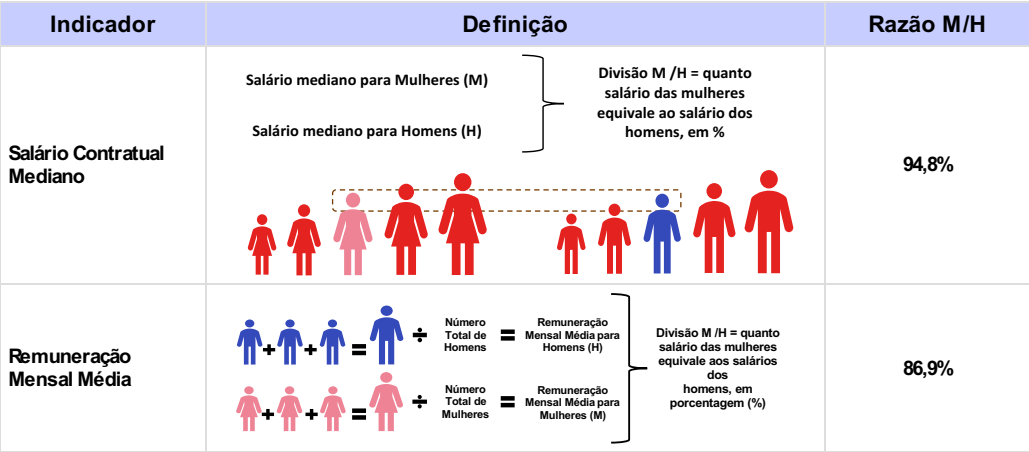 Indicador
Definição
Razão M/H
Salário Contratual
Mediano
Salário mediano para Mulheres (M)
Salário mediano para Homens (H)
Divisão M /H = quanto
salário das mulheres
equivale ao salário dos
homens, em %
94,8%
Remuneração
Mensal Média
+ + + = ÷
Número
Total de
Homens
=
Remuneração
Mensal Média para
Homens (H)
+ + + = ÷
Número
Total de
Mulheres
=
Remuneração
Mensal Média para
Mulheres (M)
Divisão M /H = quanto
salário das mulheres
equivale aos salários
dos
homens, em
porcentagem (%)
86,9%